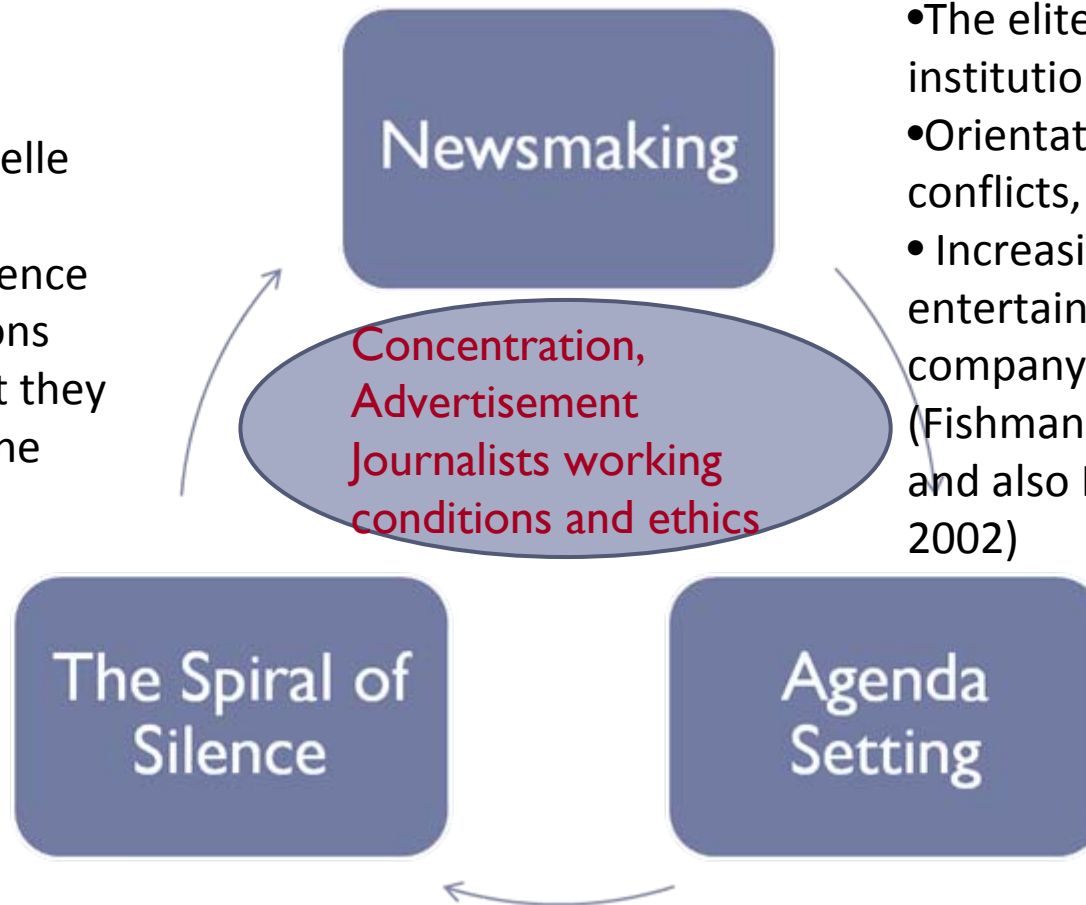 Newsmaking
•The elite
institutio
•Orientat
conflicts,
• Increasi
entertain
company
(Fishman
and also
2002)
elle
ence
ons
t they
ne
Concentration,
Advertisement
Journalists working
conditions and ethics
The Spiral of
Silence
Agenda
Setting